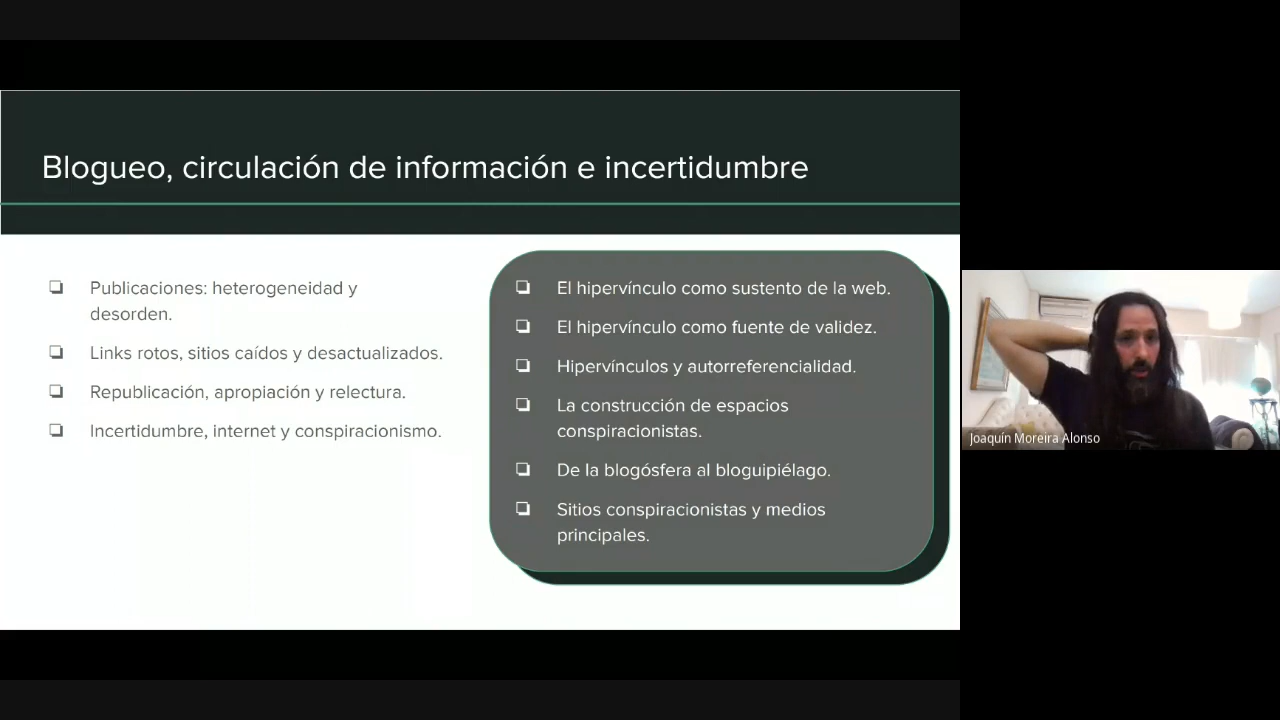 Blogueo, circulación de información e incertidumbre
❏ Publicaciones: heterogeneidad y
desorden.
❏ Links rotos, sitios caídos y desactualizados.
❏ Republicación, apropiación y relectura.
❏ Incertidumbre, internet y conspiracionismo.
❏ El hipervínculo como sustento de la web.
❏ El hipervínculo como fuente de validez.
❏ Hipervínculos y autorreferencialidad.
❏ La construcción de espacios
conspiracionistas.
❏ De la blogósfera al bloguipiélago.
❏ Sitios conspiracionistas y medios
principales.
Joaquín Moreira Alonso